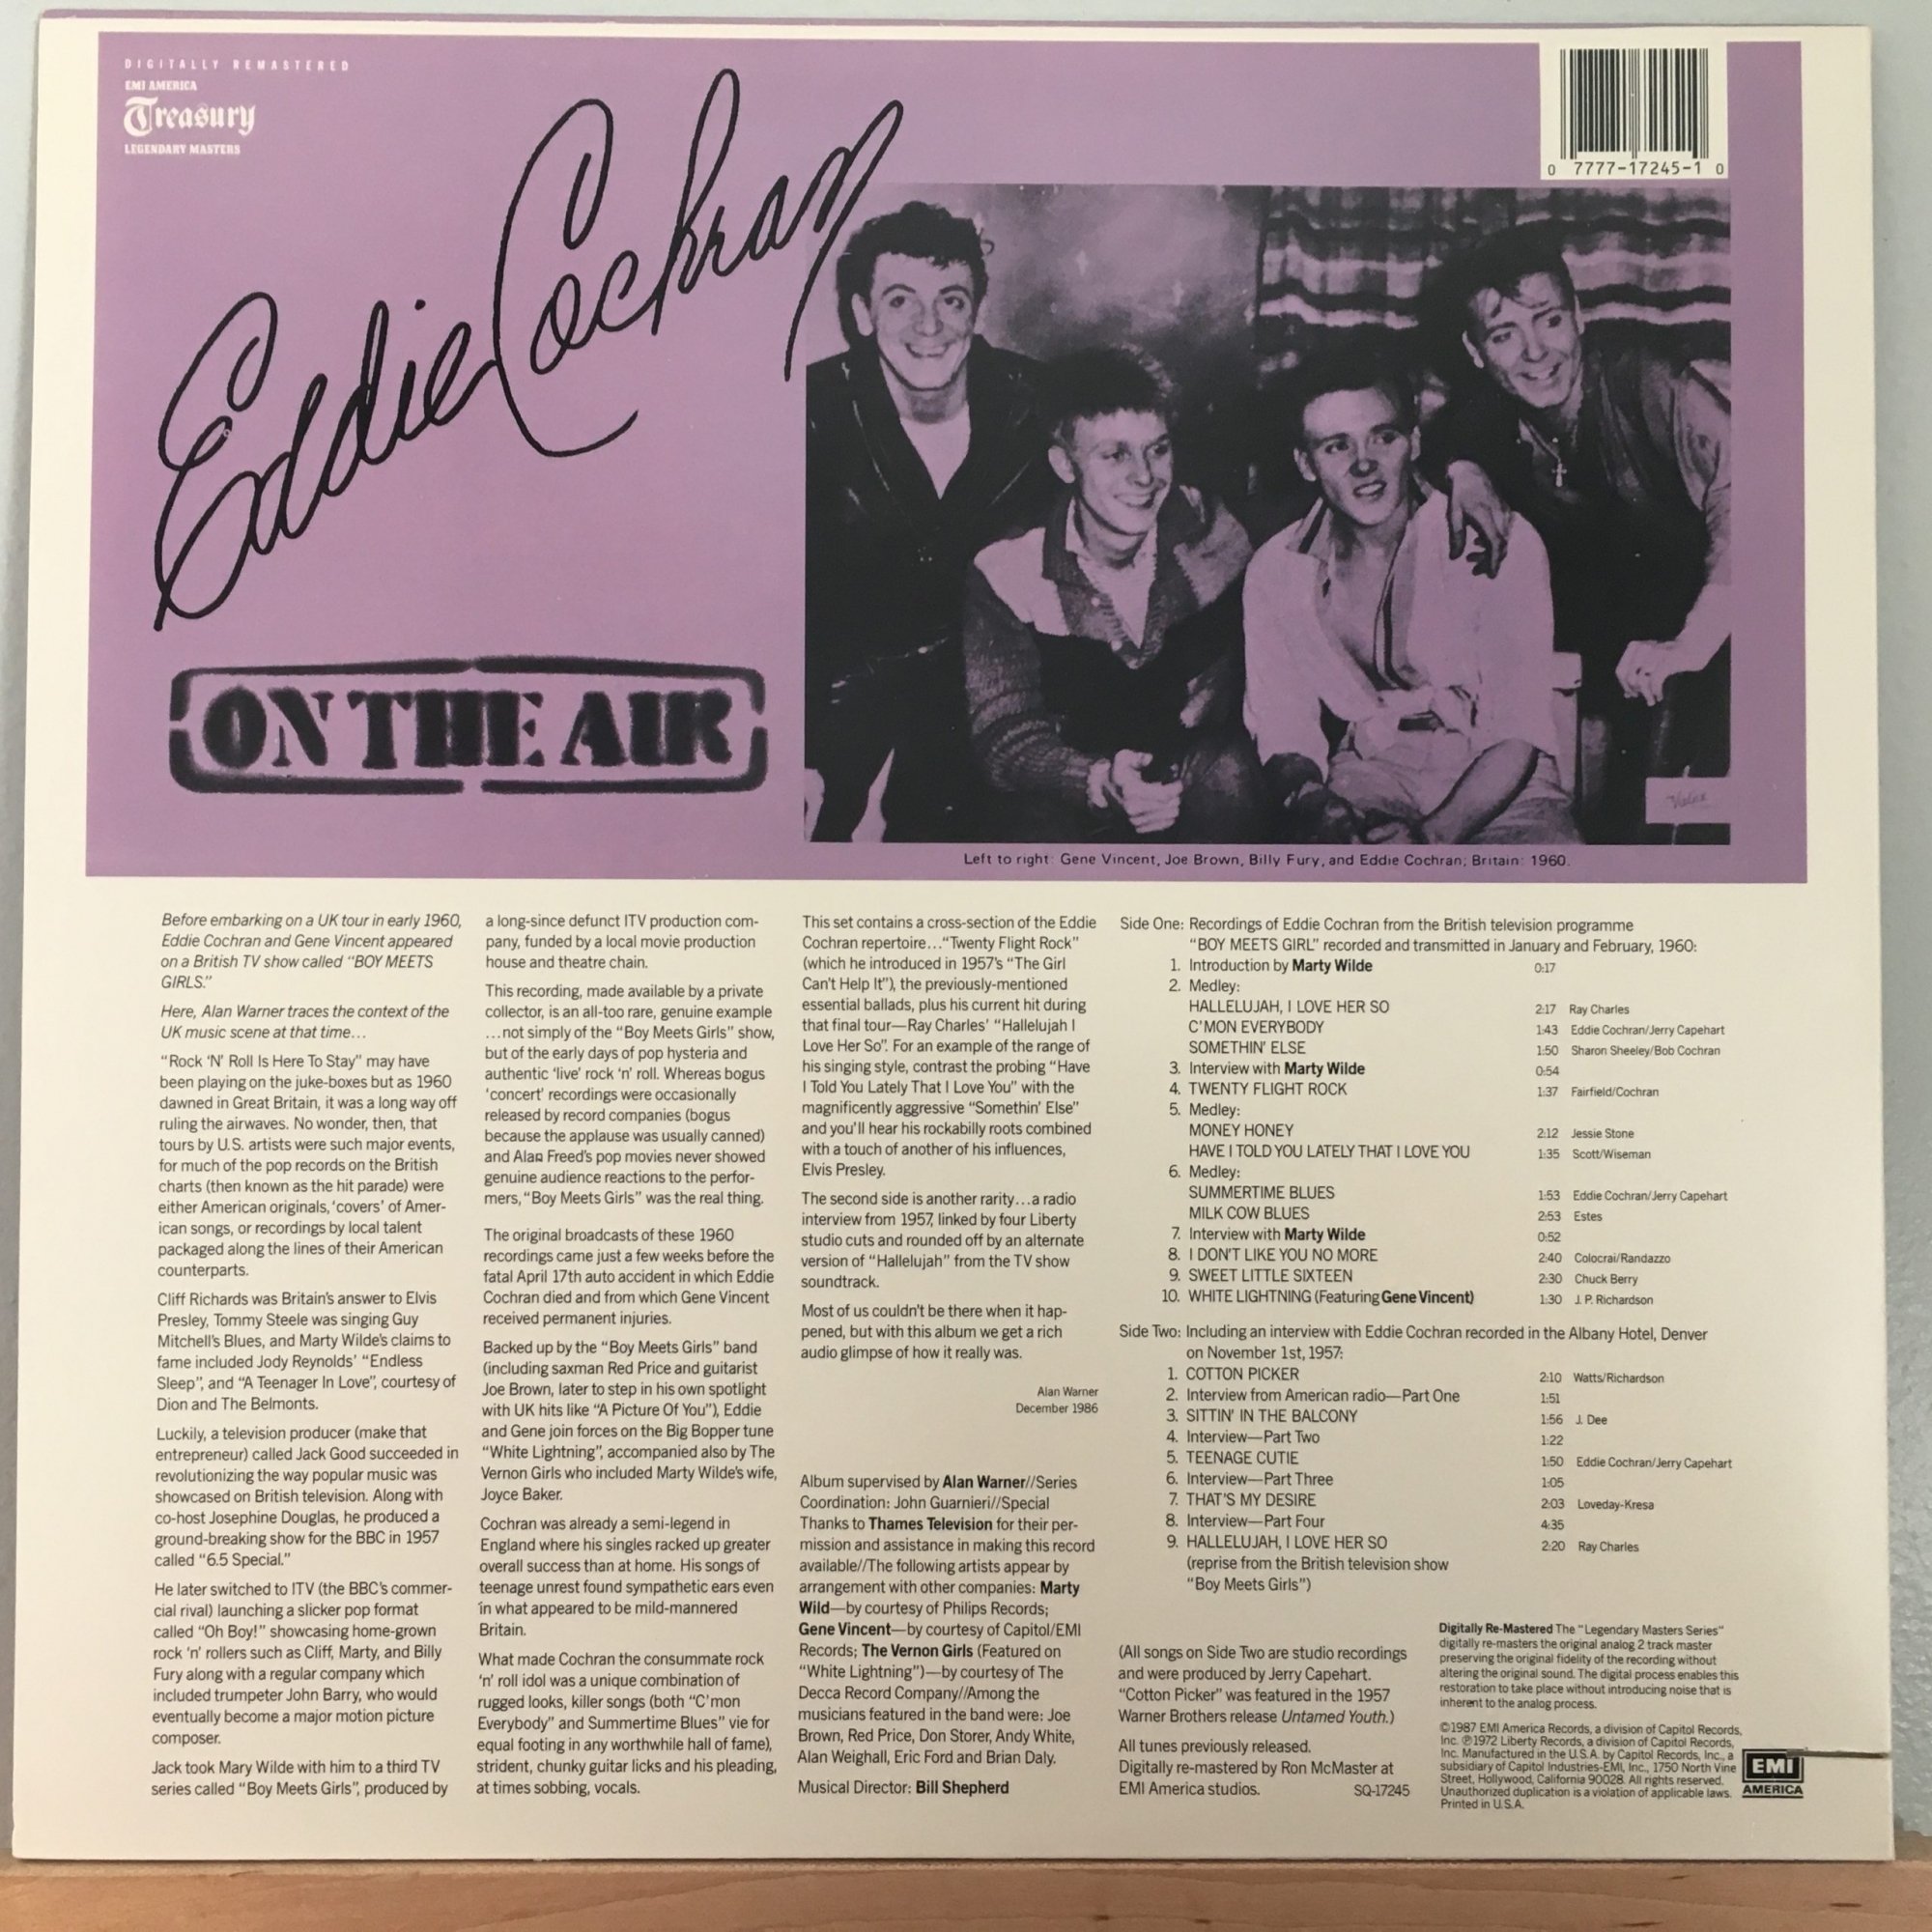 DIGITALLY REMASTERED
EMI AMERICA
Treasury
LEGENDARY MASTERS
Eddie Cochran
ON THE AIR
0 7777-17245-1 0
Valex
Left to right: Gene Vincent, Joe Brown, Billy Fury, and Eddie Cochran; Britain: 1960.
Before embarking on a UK tour in early 1960,
Eddie Cochran and Gene Vincent appeared
on a British TV show called "BOY MEETS
GIRLS."
Here, Alan Warner traces the context of the
UK music scene at that time...
"Rock 'N' Roll Is Here To Stay" may have
been playing on the juke-boxes but as 1960
dawned in Great Britain, it was a long way off
ruling the airwaves. No wonder, then, that
tours by U.S. artists were such major events,
for much of the pop records on the British
charts (then known as the hit parade) were
either American originals, 'covers' of Amer-
ican songs, or recordings by local talent
packaged along the lines of their American
counterparts.
Cliff Richards was Britain's answer to Elvis
Presley, Tommy Steele was singing Guy
Mitchell's Blues, and Marty Wilde's claims to
fame included Jody Reynolds' "Endless
Sleep", and "A Teenager In Love", courtesy of
Dion and The Belmonts.
Luckily, a television producer (make that
entrepreneur) called Jack Good succeeded in
revolutionizing the way popular music was
showcased on British television. Along with
co-host Josephine Douglas, he produced a
ground-breaking show for the BBC in 1957
called "6.5 Special."
He later switched to ITV (the BBC's commer-
cial rival) launching a slicker pop format
called "Oh Boy!" showcasing home-grown
rock 'n' rollers such as Cliff, Marty, and Billy
Fury along with a regular company which
included trumpeter John Barry, who would
eventually become a major motion picture
composer.
Jack took Mary Wilde with him to a third TV
series called "Boy Meets Girls", produced by
a long-since defunct ITV production com-
pany, funded by a local movie production
house and theatre chain.
This recording, made available by a private
collector, is an all-too rare, genuine example
...not simply of the "Boy Meets Girls" show,
but of the early days of pop hysteria and
authentic 'live' rock 'n' roll. Whereas bogus
'concert' recordings were occasionally
released by record companies (bogus
because the applause was usually canned)
and Alan Freed's pop movies never showed
genuine audience reactions to the perfor-
mers, "Boy Meets Girls" was the real thing.
The original broadcasts of these 1960
recordings came just a few weeks before the
fatal April 17th auto accident in which Eddie
Cochran died and from which Gene Vincent
received permanent injuries.
Backed up by the "Boy Meets Girls" band
(including saxman Red Price and guitarist
Joe Brown, later to step in his own spotlight
with UK hits like "A Picture Of You"), Eddie
and Gene join forces on the Big Bopper tune
"White Lightning", accompanied also by The
Vernon Girls who included Marty Wilde's wife,
Joyce Baker.
Cochran was already a semi-legend in
England where his singles racked up greater
overall success than at home. His songs of
teenage unrest found sympathetic ears even
in what appeared to be mild-mannered
Britain.
What made Cochran the consummate rock
'n' roll idol was a unique combination of
rugged looks, killer songs (both "C'mon
Everybody" and Summertime Blues" vie for
equal footing in any worthwhile hall of fame),
strident, chunky guitar licks and his pleading,
at times sobbing, vocals.
This set contains a cross-section of the Eddie
Cochran repertoire..."Twenty Flight Rock"
(which he introduced in 1957's "The Girl
Can't Help It"), the previously-mentioned
essential ballads, plus his current hit during
that final tour—Ray Charles' "Hallelujah I
Love Her So". For an example of the range of
his singing style, contrast the probing "Have
I Told You Lately That I Love You" with the
magnificently aggressive "Somethin' Else"
and you'll hear his rockabilly roots combined
with a touch of another of his influences,
Elvis Presley.
The second side is another rarity...a radio
interview from 1957, linked by four Liberty
studio cuts and rounded off by an alternate
version of "Hallelujah" from the TV show
soundtrack.
Most of us couldn't be there when it hap-
pened, but with this album we get a rich
audio glimpse of how it really was.
Alan Warner
December 1986
Album supervised by Alan Warner//Series
Coordination: John Guarnieri//Special
Thanks to Thames Television for their per-
mission and assistance in making this record
available//The following artists appear by
arrangement with other companies: Marty
Wild—by courtesy of Philips Records;
Gene Vincent—by courtesy of Capitol/EMI
Records; The Vernon Girls (Featured on
"White Lightning")—by courtesy of The
Decca Record Company//Among the
musicians featured in the band were: Joe
Brown, Red Price, Don Storer, Andy White,
Alan Weighall, Eric Ford and Brian Daly.
Musical Director: Bill Shepherd
Side One: Recordings of Eddie Cochran from the British television programme
"BOY MEETS GIRL" recorded and transmitted in January and February, 1960:
1. Introduction by Marty Wilde 0:17
2. Medley:
HALLELUJAH, I LOVE HER SO 2:17 Ray Charles
C'MON EVERYBODY 1:43 Eddie Cochran/Jerry Capehart
SOMETHIN' ELSE 1:50 Sharon Sheeley/Bob Cochran
3. Interview with Marty Wilde 0:54
4. TWENTY FLIGHT ROCK 1:37 Fairfield/Cochran
5. Medley:
MONEY HONEY 2:12 Jessie Stone
HAVE I TOLD YOU LATELY THAT I LOVE YOU 1:35 Scott/Wiseman
6. Medley:
SUMMERTIME BLUES 1:53 Eddie Cochran/Jerry Capehart
MILK COW BLUES 2:53 Estes
7. Interview with Marty Wilde 0:52
8. I DON'T LIKE YOU NO MORE 2:40 Colocrai/Randazzo
9. SWEET LITTLE SIXTEEN 2:30 Chuck Berry
10. WHITE LIGHTNING (Featuring Gene Vincent) 1:30 J. P. Richardson
Side Two: Including an interview with Eddie Cochran recorded in the Albany Hotel, Denver
on November 1st, 1957:
1. COTTON PICKER 2:10 Watts/Richardson
2. Interview from American radio—Part One 1:51
3. SITTIN' IN THE BALCONY 1:56 J. Dee
4. Interview—Part Two 1:22
5. TEENAGE CUTIE 1:50 Eddie Cochran/Jerry Capehart
6. Interview—Part Three 1:05
7. THAT'S MY DESIRE 2:03 Loveday-Kresa
8. Interview—Part Four 4:35
9. HALLELUJAH, I LOVE HER SO 2:20 Ray Charles
(reprise from the British television show
"Boy Meets Girls")
(All songs on Side Two are studio recordings
and were produced by Jerry Capehart.
"Cotton Picker" was featured in the 1957
Warner Brothers release Untamed Youth.)
All tunes previously released.
Digitally re-mastered by Ron McMaster at
EMI America studios. SQ-17245
Digitally Re-Mastered The "Legendary Masters Series"
digitally re-masters the original analog 2 track master
preserving the original fidelity of the recording without
altering the original sound. The digital process enables this
restoration to take place without introducing noise that is
inherent to the analog process.
©1987 EMI America Records, a division of Capitol Records,
Inc. ℗1972 Liberty Records, a division of Capitol Records,
Inc. Manufactured in the U.S.A. by Capitol Records, Inc., a
subsidiary of Capitol Industries-EMI, Inc., 1750 North Vine
Street, Hollywood, California 90028. All rights reserved.
Unauthorized duplication is a violation of applicable laws.
Printed in U.S.A.
EMI
AMERICA